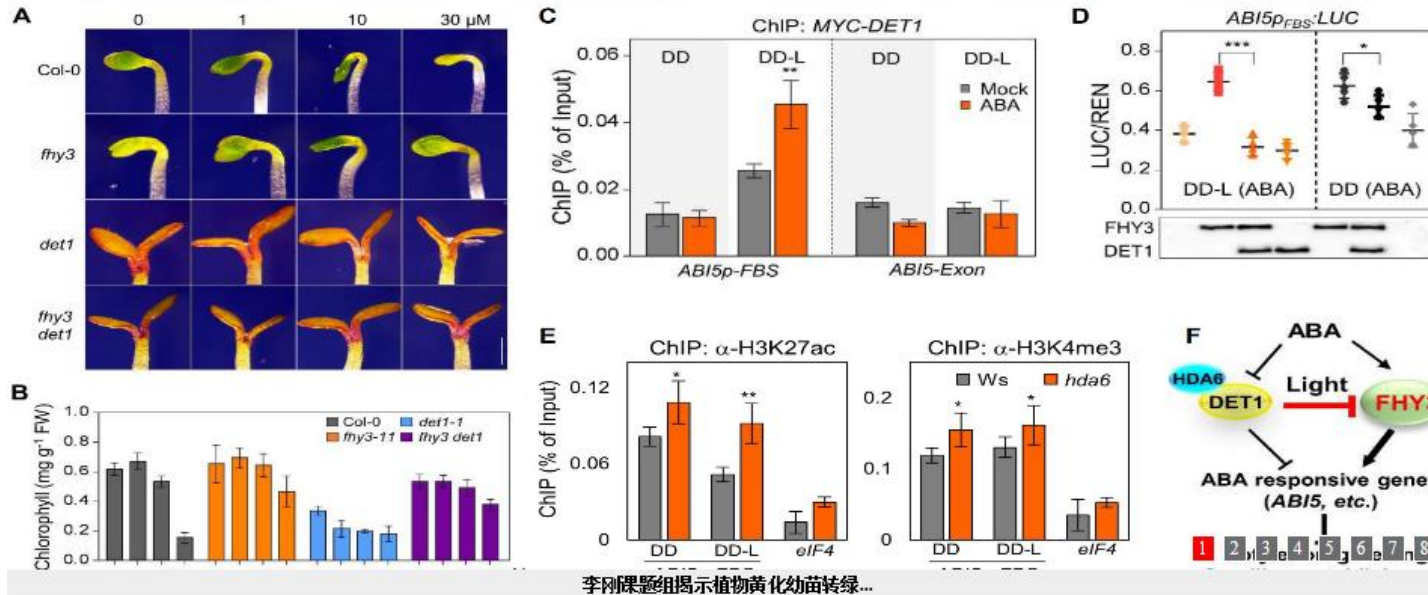 A
0 1 10 30 µM
Col-0
fhy3
det1
fhy3
det1
B
Chlorophyll (mg g⁻¹ FW)
0.8
0.6
0.4
0.2
0
Col-0
det1-1
fhy3-11
fhy3 det1
C
ChIP: MYC-DET1
ChIP (% of Input)
0.06
0.04
0.02
0.00
DD
DD-L
DD
DD-L
**
Mock
ABA
ABI5p-FBS
ABI5-Exon
D
ABI5pFBS:LUC
LUC/REN
0.8
0.6
0.4
0.2
0.0
***
*
DD-L (ABA)
DD (ABA)
FHY3
DET1
E
ChIP: α-H3K27ac
ChIP (% of Input)
0.12
0.06
0
*
**
DD
DD-L
eIF4
ChIP: α-H3K4me3
Ws
hda6
0.2
0.1
0
*
*
DD
DD-L
eIF4
F
ABA
HDA6
DET1
Light
FHY3
ABA responsive gene
(ABI5, etc.)
1 2 3 4 5 6 7 8
李刚课题组揭示植物黄化幼苗转绿...